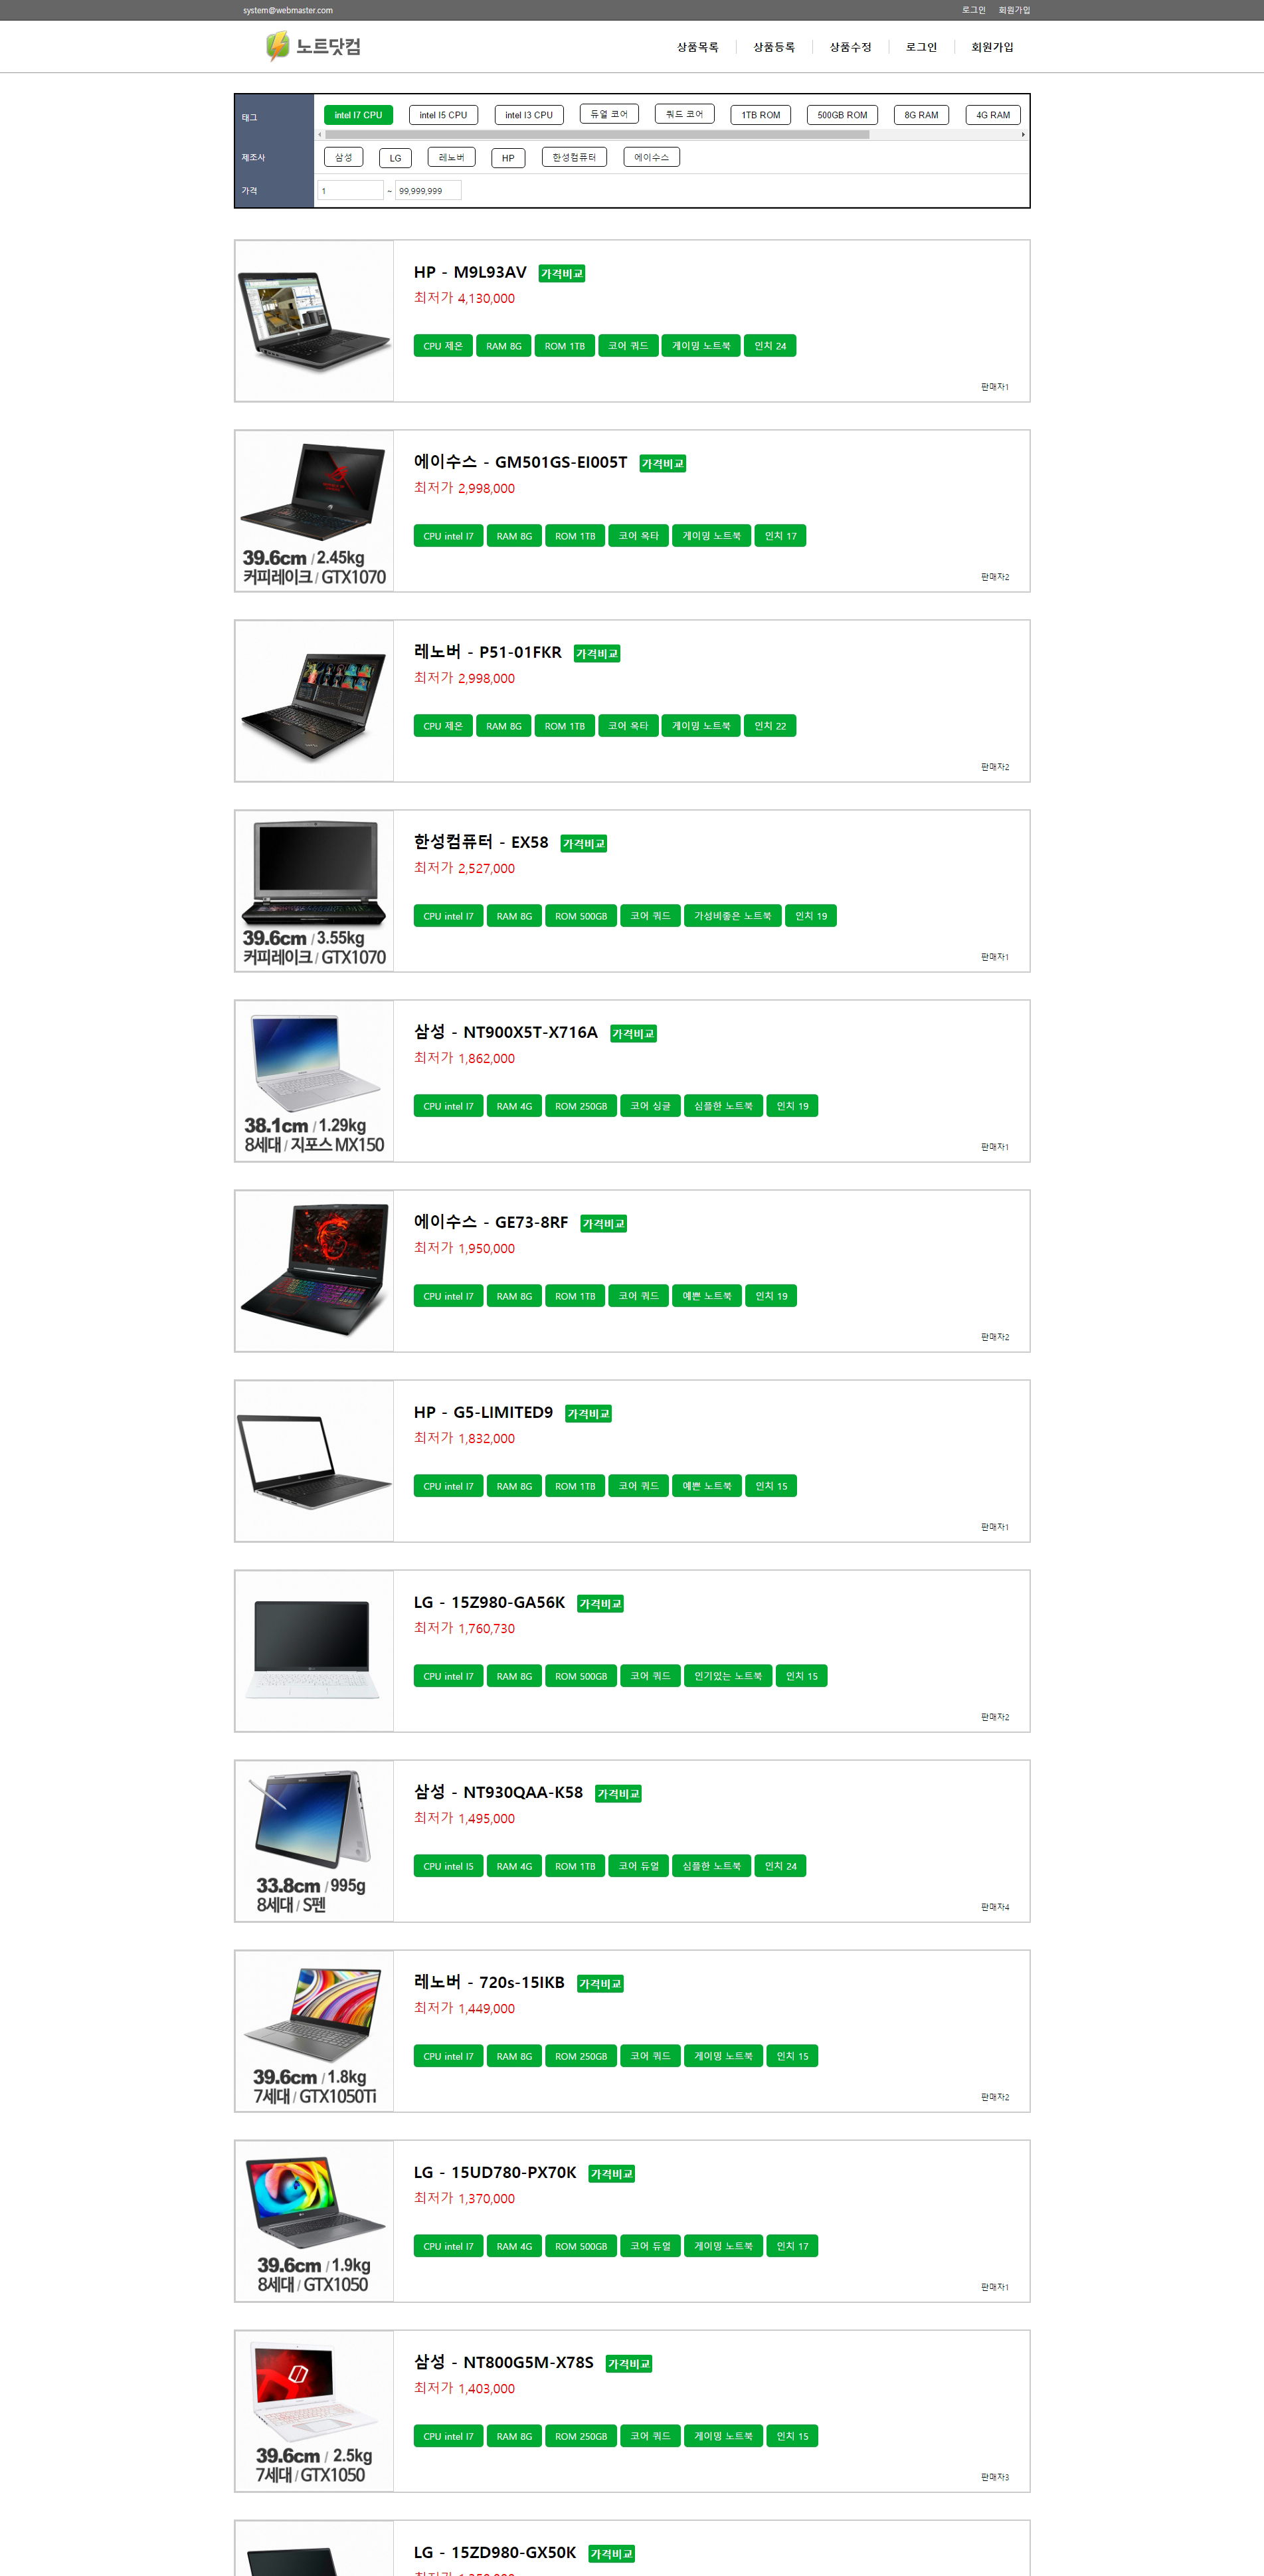 system@webmaster.com 로그인 회원가입
노트닷컴 상품목록 상품등록 상품수정 로그인 회원가입
태그 intel I7 CPU intel I5 CPU intel I3 CPU 듀얼 코어 쿼드 코어 1TB ROM 500GB ROM 8G RAM 4G RAM
제조사 삼성 LG 레노버 HP 한성컴퓨터 에이수스
가격 1 ~ 99,999,999
HP - M9L93AV 가격비교
최저가 4,130,000
CPU 제온 RAM 8G ROM 1TB 코어 쿼드 게이밍 노트북 인치 24
판매자1
에이수스 - GM501GS-EI005T 가격비교
최저가 2,998,000
CPU intel I7 RAM 8G ROM 1TB 코어 옥타 게이밍 노트북 인치 17
39.6cm / 2.45kg
커피레이크 / GTX1070
판매자2
레노버 - P51-01FKR 가격비교
최저가 2,998,000
CPU 제온 RAM 8G ROM 1TB 코어 옥타 게이밍 노트북 인치 22
판매자2
한성컴퓨터 - EX58 가격비교
최저가 2,527,000
CPU intel I7 RAM 8G ROM 500GB 코어 쿼드 가성비좋은 노트북 인치 19
39.6cm / 3.55kg
커피레이크 / GTX1070
판매자1
삼성 - NT900X5T-X716A 가격비교
최저가 1,862,000
CPU intel I7 RAM 4G ROM 250GB 코어 싱글 심플한 노트북 인치 19
38.1cm / 1.29kg
8세대 / 지포스 MX150
판매자1
에이수스 - GE73-8RF 가격비교
최저가 1,950,000
CPU intel I7 RAM 8G ROM 1TB 코어 쿼드 예쁜 노트북 인치 19
판매자2
HP - G5-LIMITED9 가격비교
최저가 1,832,000
CPU intel I7 RAM 8G ROM 1TB 코어 쿼드 예쁜 노트북 인치 15
판매자1
LG - 15Z980-GA56K 가격비교
최저가 1,760,730
CPU intel I7 RAM 8G ROM 500GB 코어 쿼드 인기있는 노트북 인치 15
판매자2
삼성 - NT930QAA-K58 가격비교
최저가 1,495,000
CPU intel I5 RAM 4G ROM 1TB 코어 듀얼 심플한 노트북 인치 24
33.8cm / 995g
8세대 / S펜
판매자4
레노버 - 720s-15IKB 가격비교
최저가 1,449,000
CPU intel I7 RAM 8G ROM 250GB 코어 쿼드 게이밍 노트북 인치 15
39.6cm / 1.8kg
7세대 / GTX1050Ti
판매자2
LG - 15UD780-PX70K 가격비교
최저가 1,370,000
CPU intel I7 RAM 4G ROM 500GB 코어 듀얼 게이밍 노트북 인치 17
39.6cm / 1.9kg
8세대 / GTX1050
판매자1
삼성 - NT800G5M-X78S 가격비교
최저가 1,403,000
CPU intel I7 RAM 8G ROM 250GB 코어 쿼드 게이밍 노트북 인치 15
39.6cm / 2.5kg
7세대 / GTX1050
판매자3
LG - 15ZD980-GX50K 가격비교